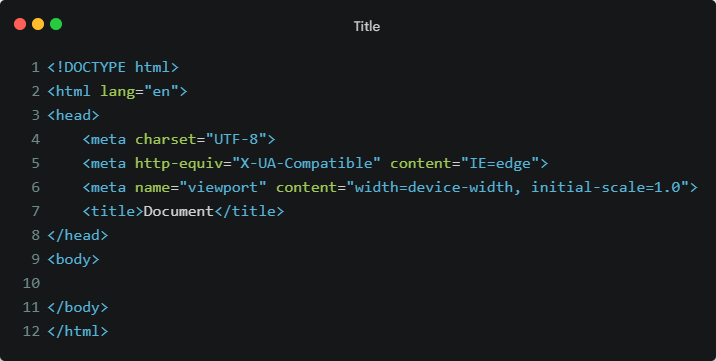 Title
1 <!DOCTYPE html>
2 <html lang="en">
3 <head>
4     <meta charset="UTF-8">
5     <meta http-equiv="X-UA-Compatible" content="IE=edge">
6     <meta name="viewport" content="width=device-width, initial-scale=1.0">
7     <title>Document</title>
8 </head>
9 <body>
10
11 </body>
12 </html>